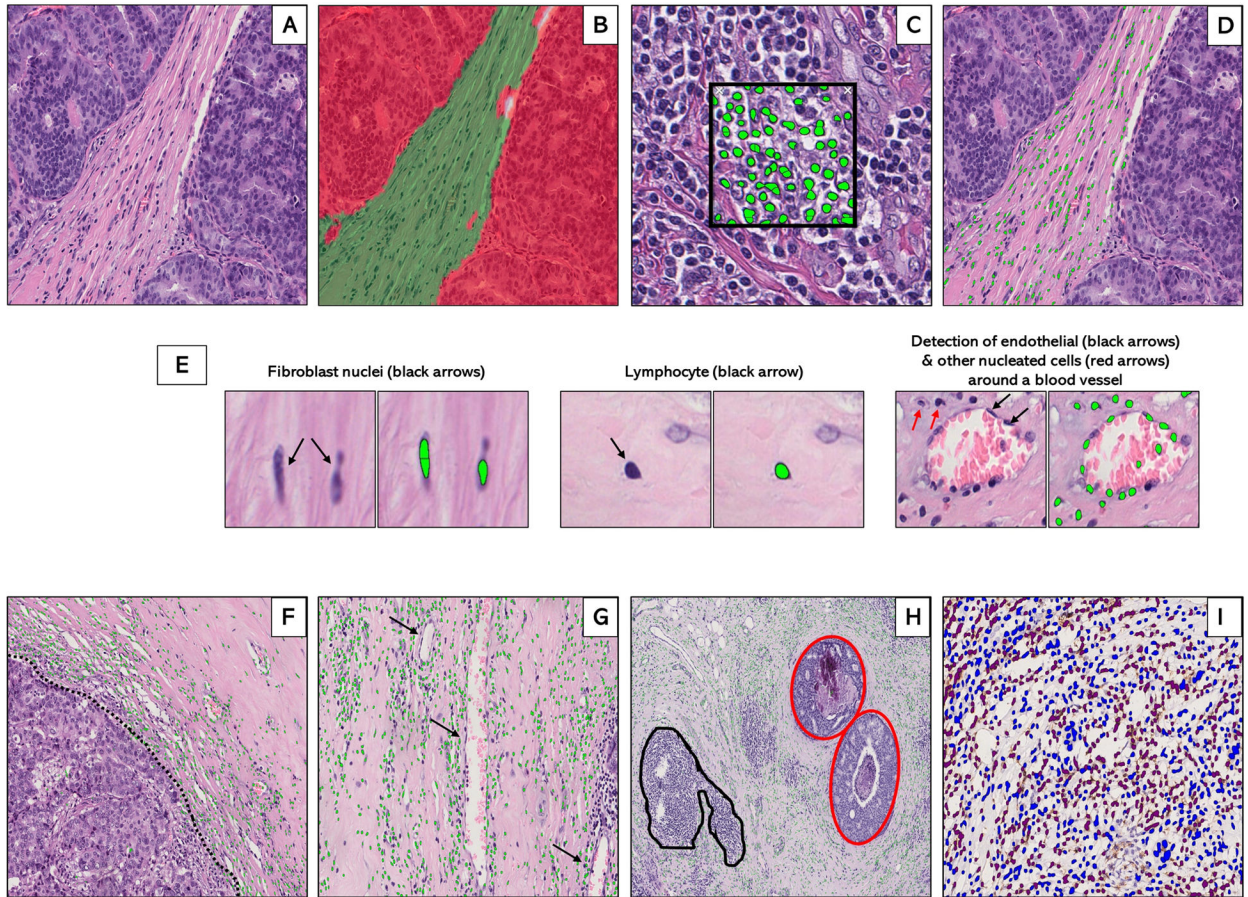 A
B
C
D
E
Fibroblast nuclei (black arrows)
Lymphocyte (black arrow)
Detection of endothelial (black arrows)
& other nucleated cells (red arrows)
around a blood vessel
F
G
H
I